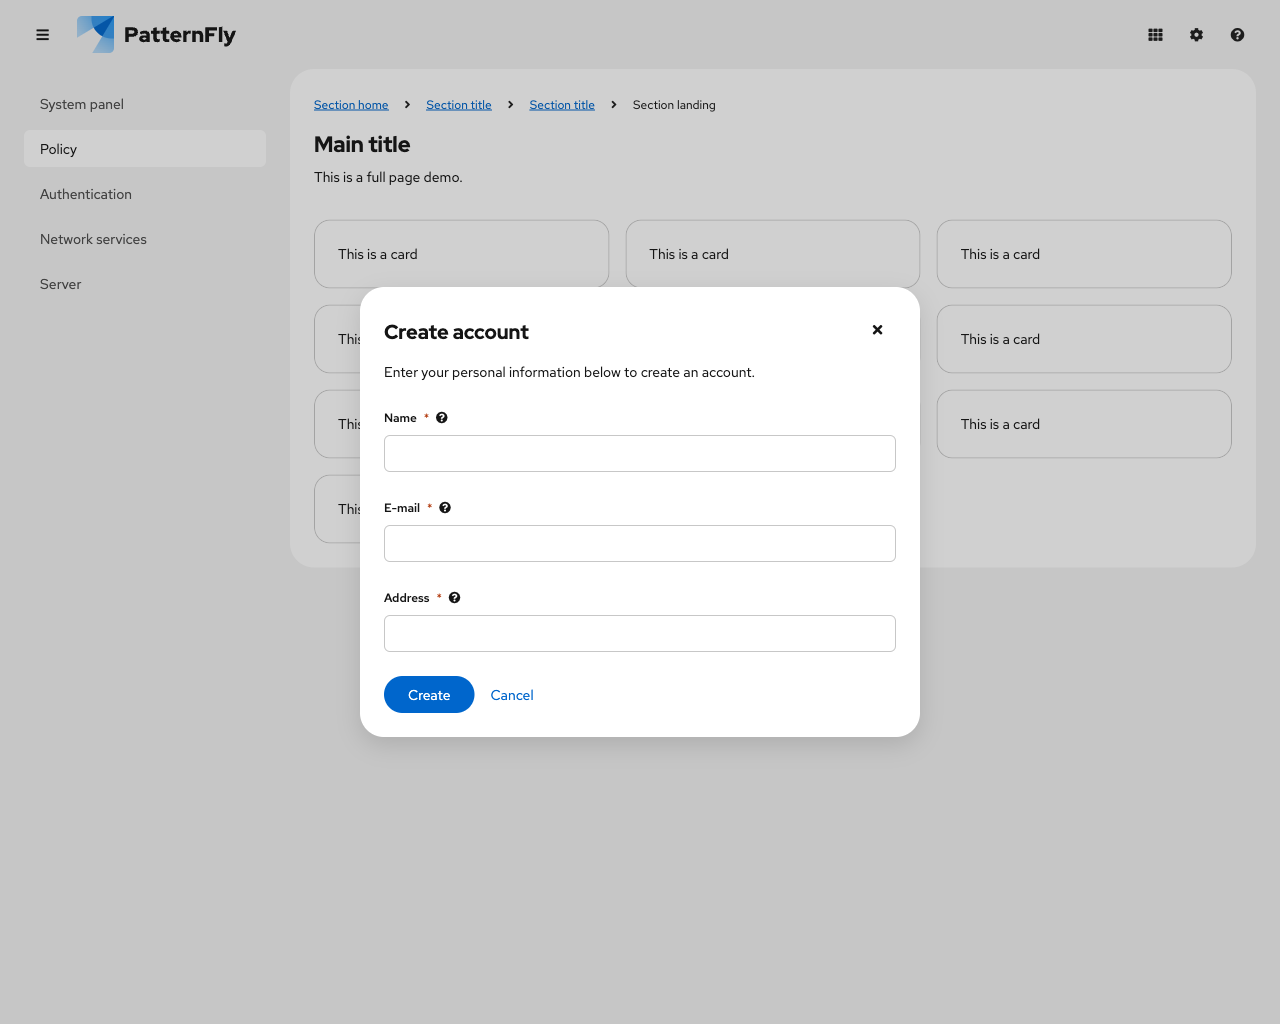 PatternFly
System panel
Policy
Authentication
Network services
Server
Section home
Section title
Section title
Section landing
Main title
This is a full page demo.
This is a card
This is a card
This is a card
This
This is a card
This
This is a card
This
Create account
Enter your personal information below to create an account.
Name *
E-mail *
Address *
Create
Cancel